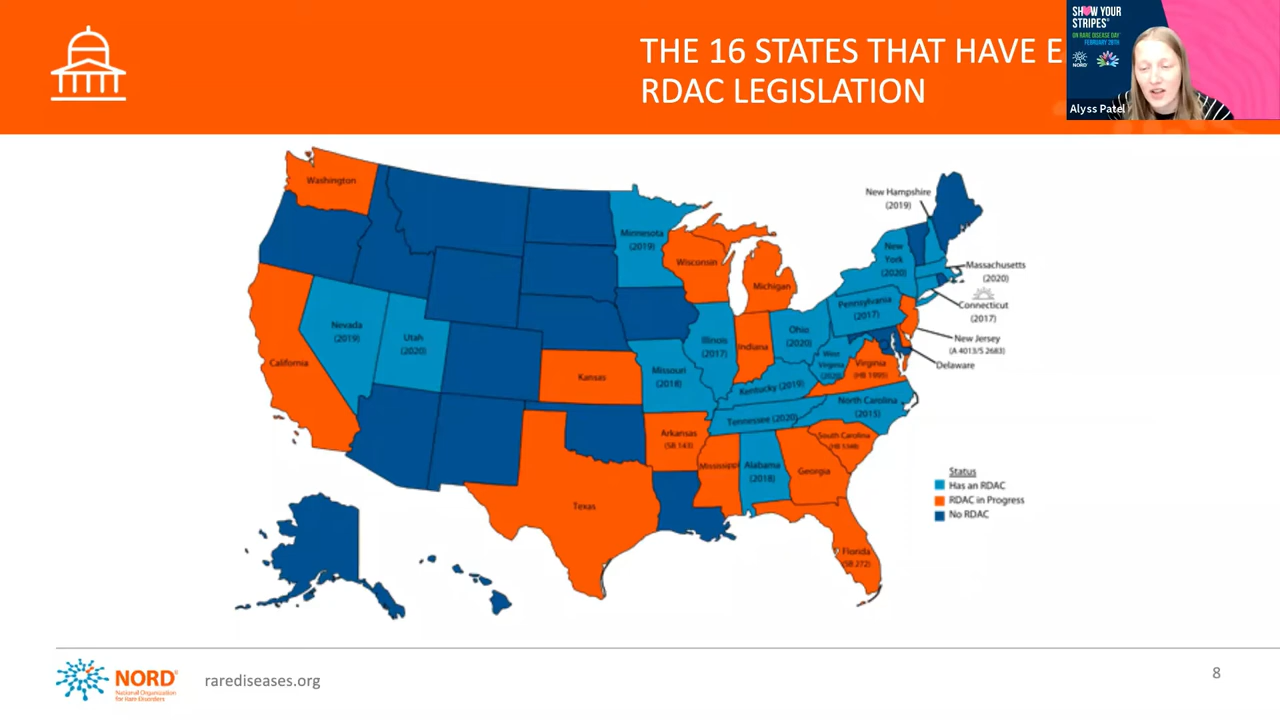 THE 16 STATES THAT HAVE E
RDAC LEGISLATION
SHOW YOUR
STRIPES®
ON RARE DISEASE DAY®
FEBRUARY 28TH
NORD
Alyss Patel
Washington
Minnesota
(2019)
Wisconsin
Michigan
New Hampshire
(2019)
New
York
(2020)
Massachusetts
(2020)
Connecticut
(2017)
Pennsylvania
(2017)
New Jersey
(A 4013/S 2683)
Delaware
Nevada
(2019)
Utah
(2020)
California
Kansas
Missouri
(2018)
Illinois
(2017)
Indiana
Ohio
(2020)
West
Virginia
(2020)
Virginia
Kentucky (2019)
North Carolina
(2015)
Tennessee (2020)
Arkansas
(SB 143)
Mississippi
Alabama
(2018)
Georgia
South Carolina
Texas
Florida
(SB 272)
Status
Has an RDAC
RDAC in Progress
No RDAC
NORD®
National Organization
for Rare Disorders
rarediseases.org
8